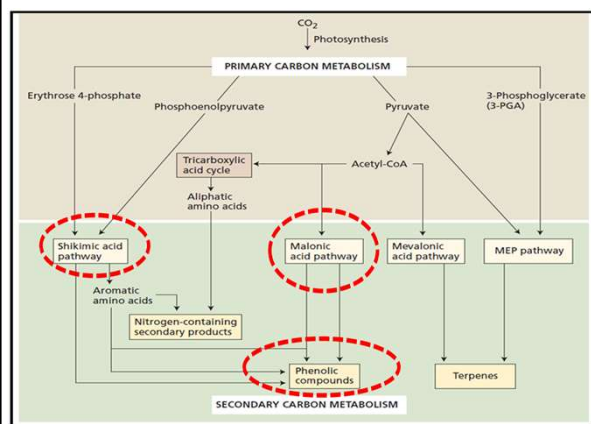 CO2
Photosynthesis
PRIMARY CARBON METABOLISM
Erythrose 4-phosphate
Phosphoenolpyruvate
Pyruvate
3-Phosphoglycerate
(3-PGA)
Tricarboxylic
acid cycle
Acetyl-CoA
Aliphatic
amino acids
Shikimic acid
pathway
Malonic
acid pathway
Mevalonic
acid pathway
MEP pathway
Aromatic
amino acids
Nitrogen-containing
secondary products
Phenolic
compounds
Terpenes
SECONDARY CARBON METABOLISM